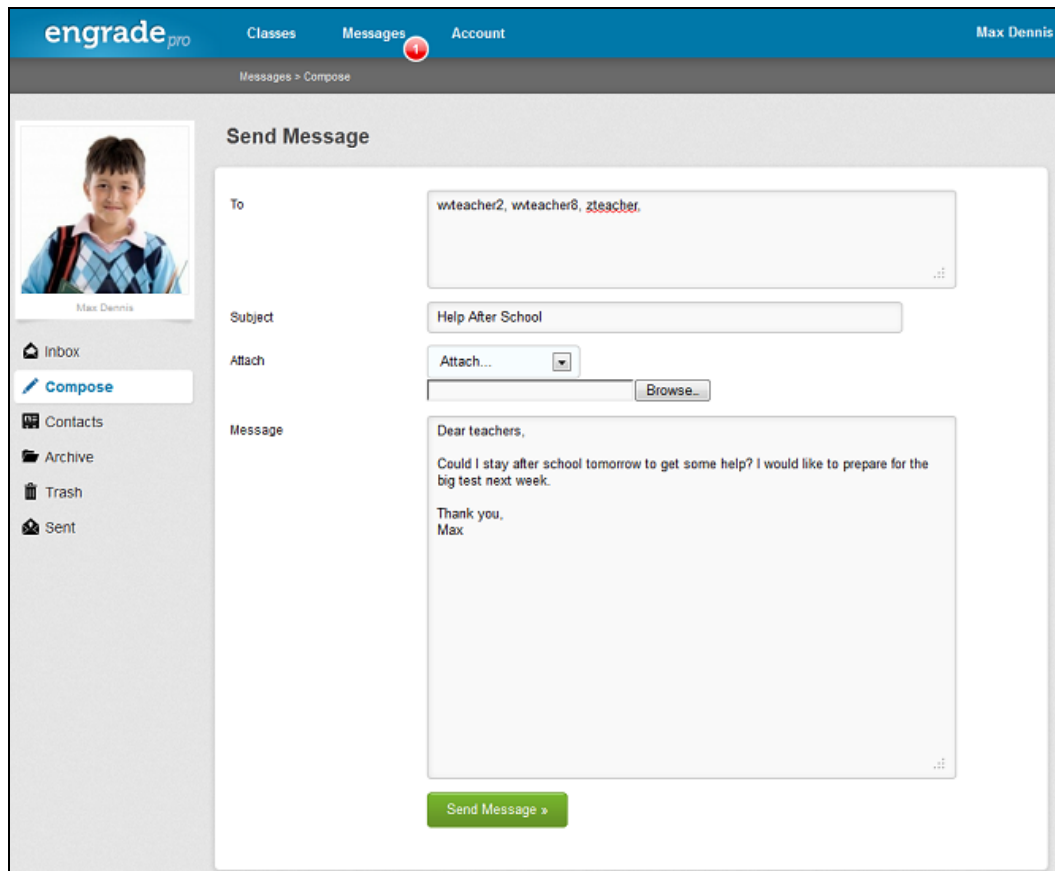 engrade pro Classes Messages 1 Account Max Dennis
Messages > Compose
Send Message
Max Dennis
Inbox
Compose
Contacts
Archive
Trash
Sent
To
wvteacher2, wvteacher8, zteacher,
Subject
Help After School
Attach
Attach...
Browse..
Message
Dear teachers,
Could I stay after school tomorrow to get some help? I would like to prepare for the
big test next week.
Thank you,
Max
Send Message »